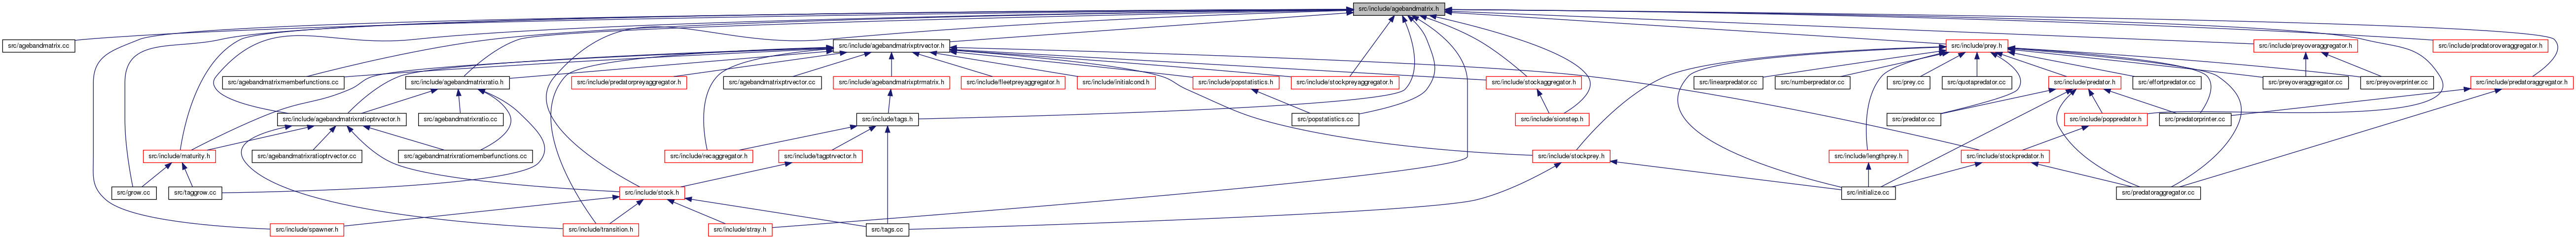 src/include/agebandmatrix.h
src/agebandmatrix.cc
src/include/agebandmatrixptrvector.h
src/include/prey.h
src/include/preyoveraggregator.h
src/include/predatoroveraggregator.h
src/agebandmatrixmemberfunctions.cc
src/include/agebandmatrixratio.h
src/include/predatorpreyaggregator.h
src/agebandmatrixptrvector.cc
src/include/agebandmatrixptrmatrix.h
src/include/fleetpreyaggregator.h
src/include/initialcond.h
src/include/popstatistics.h
src/include/stockpreyaggregator.h
src/include/stockaggregator.h
src/linearpredator.cc
src/numberpredator.cc
src/prey.cc
src/quotapredator.cc
src/include/predator.h
src/effortpredator.cc
src/preyoveraggregator.cc
src/preyoverprinter.cc
src/include/predatoraggregator.h
src/include/agebandmatrixratioptrvector.h
src/agebandmatrixratio.cc
src/include/tags.h
src/popstatistics.cc
src/include/sionstep.h
src/predator.cc
src/include/poppredator.h
src/predatorprinter.cc
src/include/maturity.h
src/agebandmatrixratioptrvector.cc
src/agebandmatrixratiomemberfunctions.cc
src/include/recaggregator.h
src/include/tagptrvector.h
src/include/stockprey.h
src/include/lengthprey.h
src/include/stockpredator.h
src/grow.cc
src/taggrow.cc
src/include/stock.h
src/initialize.cc
src/predatoraggregator.cc
src/include/spawner.h
src/include/transition.h
src/include/stray.h
src/tags.cc